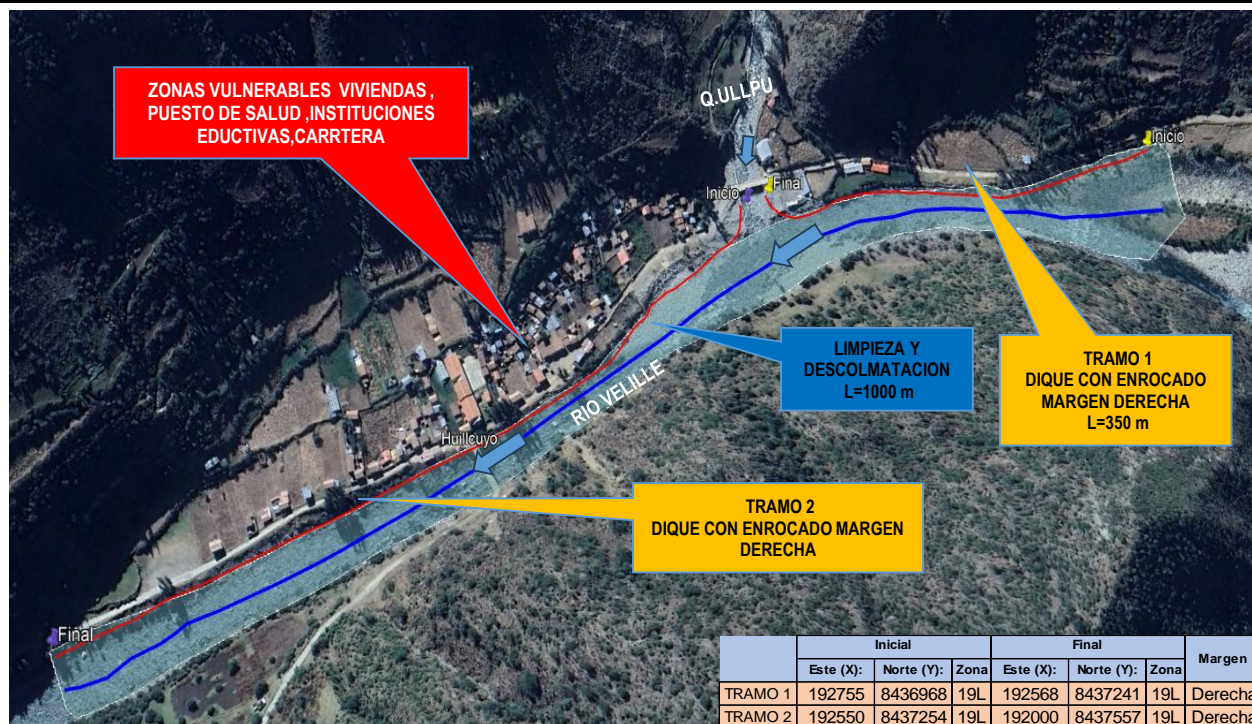 ZONAS VULNERABLES VIVIENDAS ,
PUESTO DE SALUD ,INSTITUCIONES
EDUCTIVAS,CARRTERA
Q.ULLPU
Inicio
Inicio
Final
LIMPIEZA Y
DESCOLMATACION
L=1000 m
TRAMO 1
DIQUE CON ENROCADO
MARGEN DERECHA
L=350 m
RIO VELILLE
Huillcuyo
TRAMO 2
DIQUE CON ENROCADO MARGEN
DERECHA
Final
Inicial Final Margen
Este (X): Norte (Y): Zona Este (X): Norte (Y): Zona
TRAMO 1 192755 8436968 19L 192568 8437241 19L Derecha
TRAMO 2 192550 8437254 19L 192000 8437557 19L Derecha